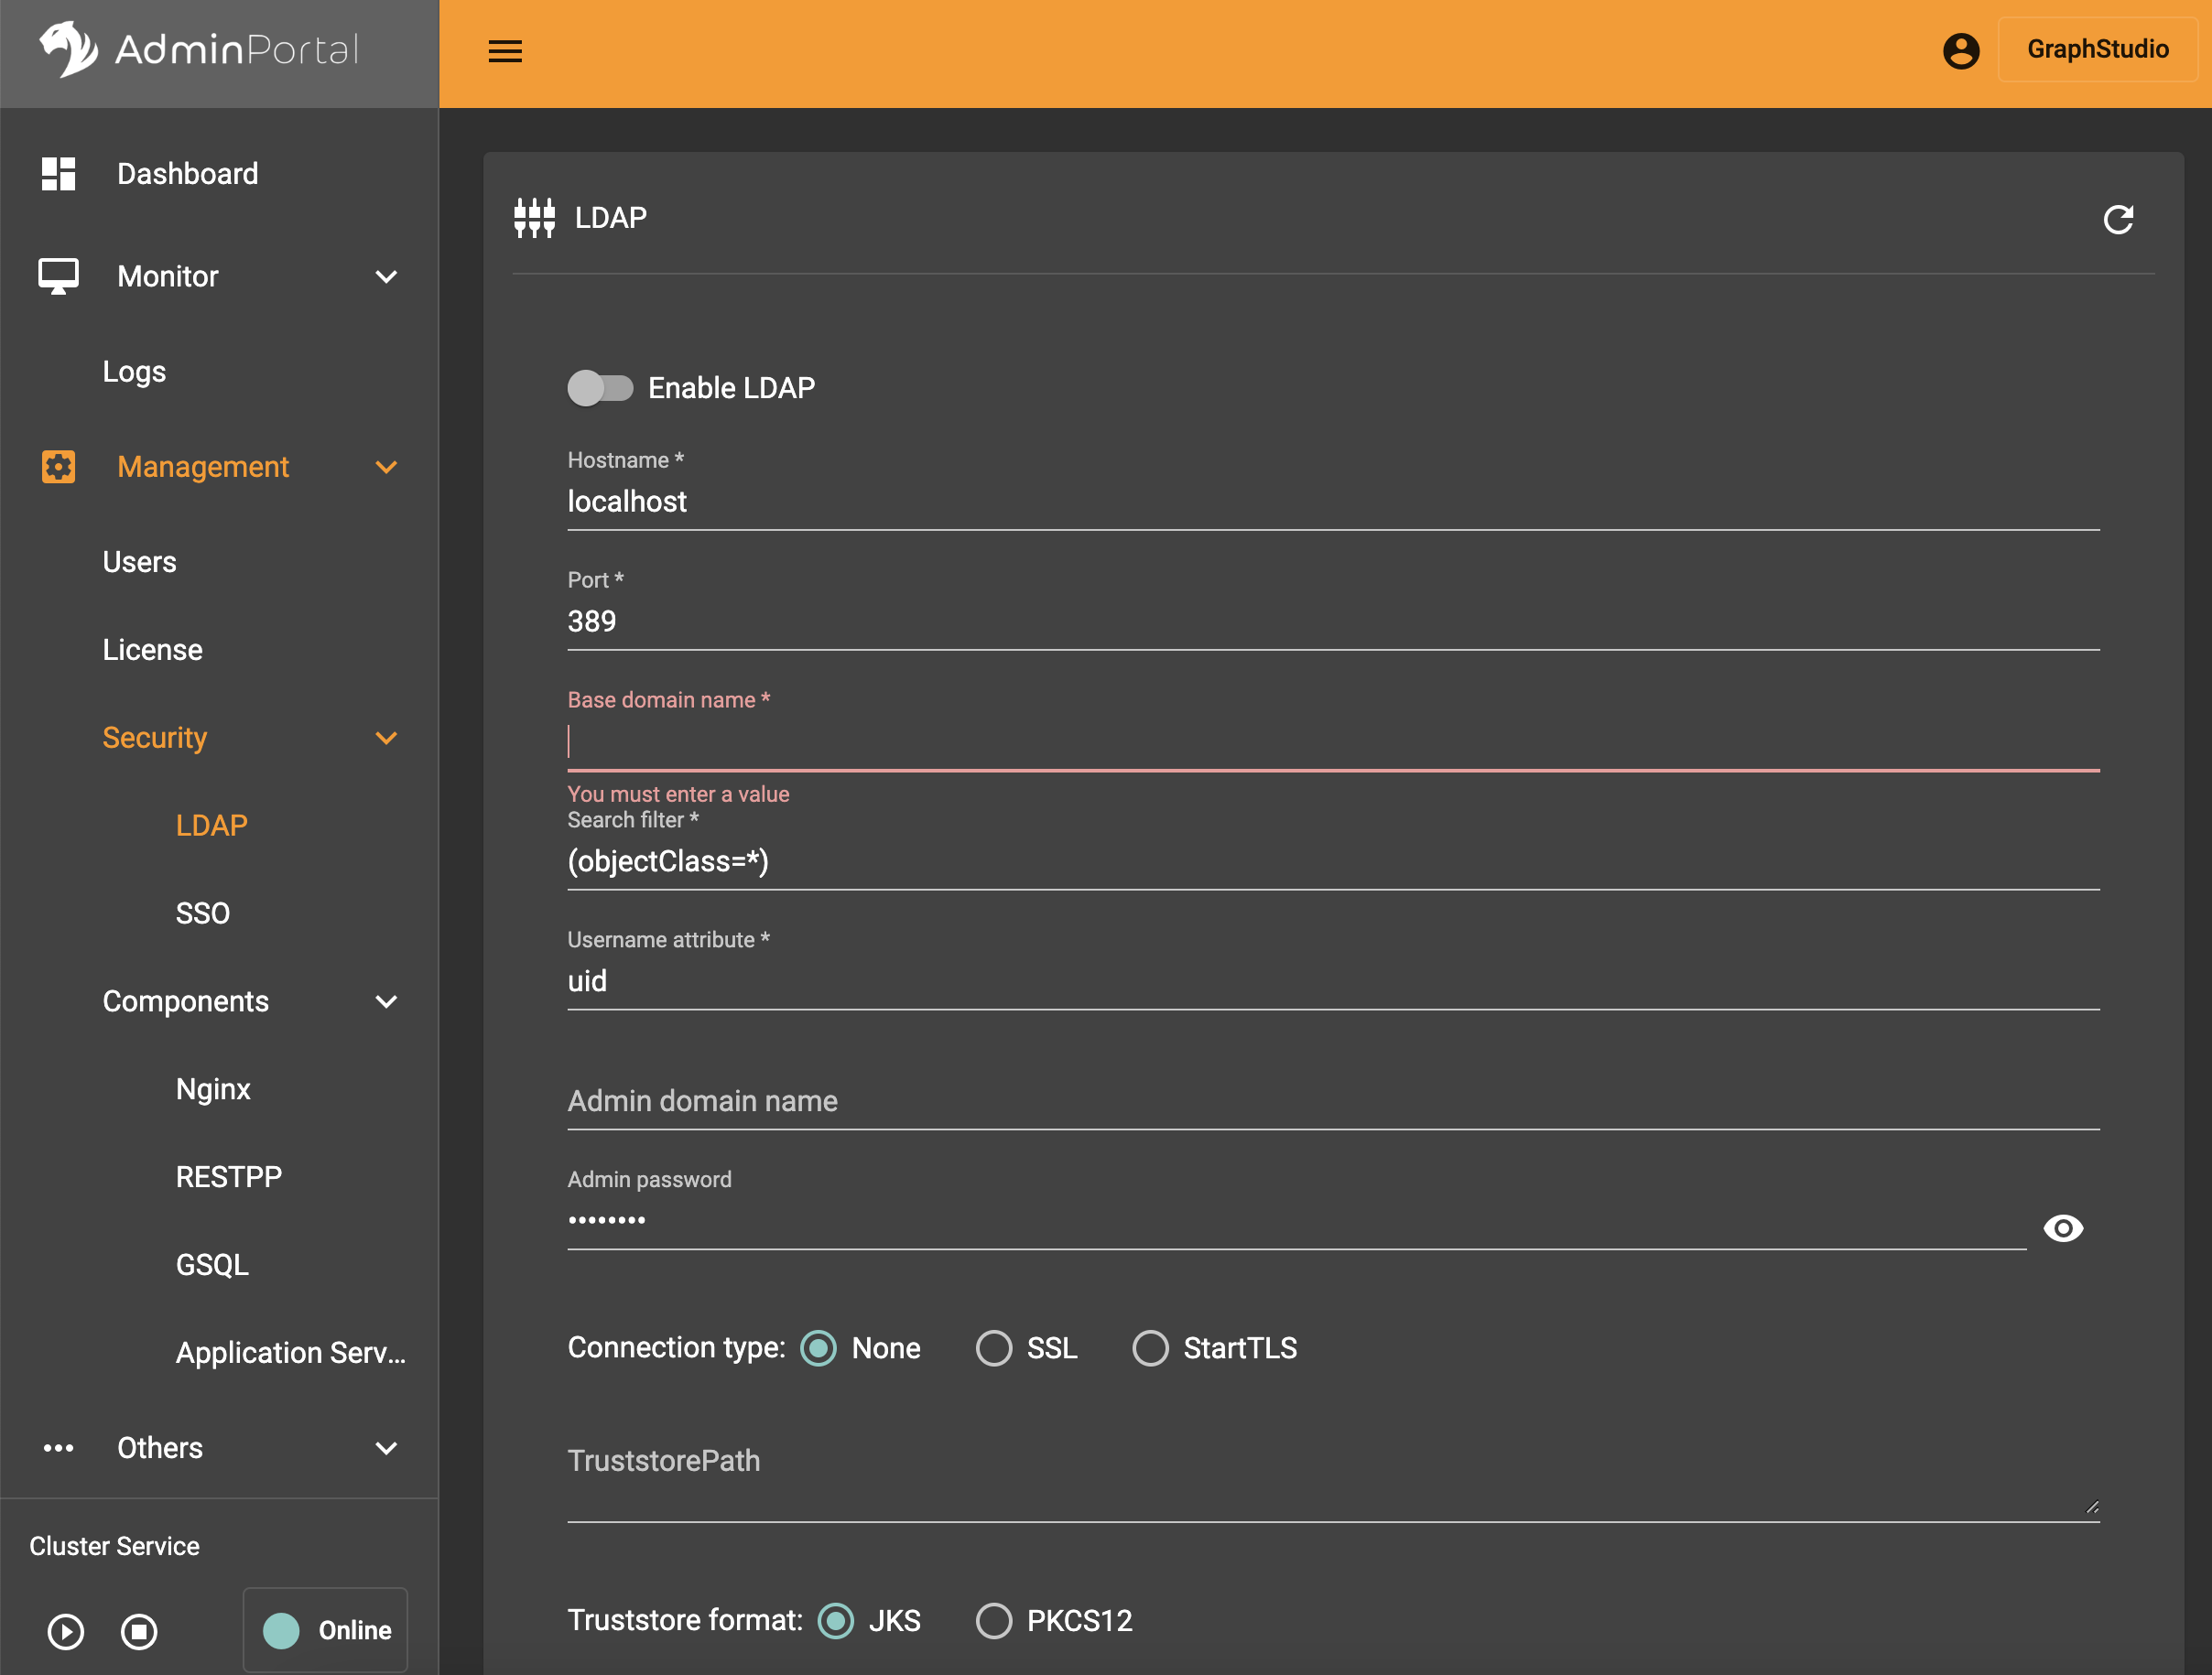 AdminPortal
GraphStudio
Dashboard
Monitor
Logs
Management
Users
License
Security
LDAP
SSO
Components
Nginx
RESTPP
GSQL
Application Serv...
Others
Cluster Service
Online
LDAP
Enable LDAP
Hostname *
localhost
Port *
389
Base domain name *
You must enter a value
Search filter *
(objectClass=*)
Username attribute *
uid
Admin domain name
Admin password
••••••••
Connection type: None SSL StartTLS
TruststorePath
Truststore format: JKS PKCS12